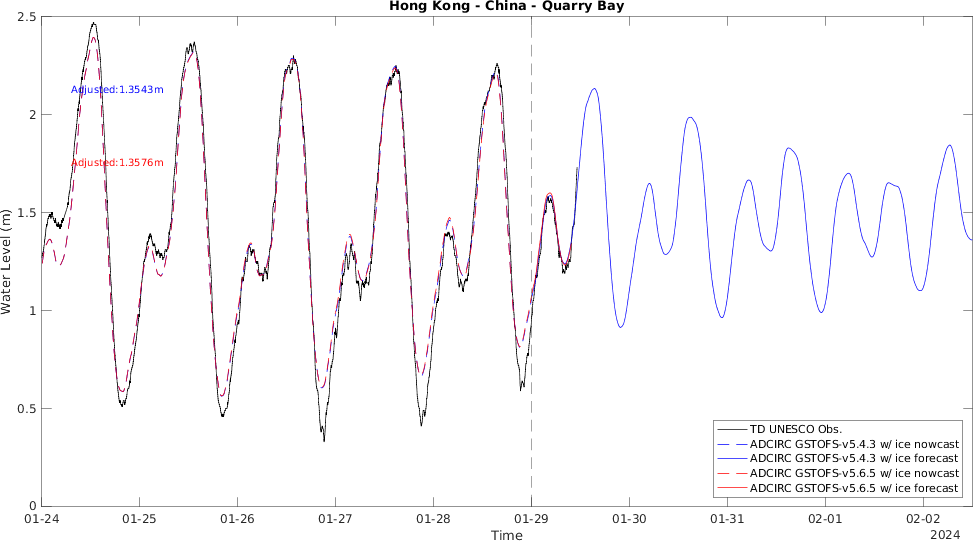 Hong Kong - China - Quarry Bay
2.5
2
1.5
1
0.5
0
Water Level (m)
Adjusted:1.3543m
Adjusted:1.3576m
TD UNESCO Obs.
ADCIRC GSTOFS-v5.4.3 w/ ice nowcast
ADCIRC GSTOFS-v5.4.3 w/ ice forecast
ADCIRC GSTOFS-v5.6.5 w/ ice nowcast
ADCIRC GSTOFS-v5.6.5 w/ ice forecast
01-24 01-25 01-26 01-27 01-28 01-29 01-30 01-31 02-01 02-02
Time
2024